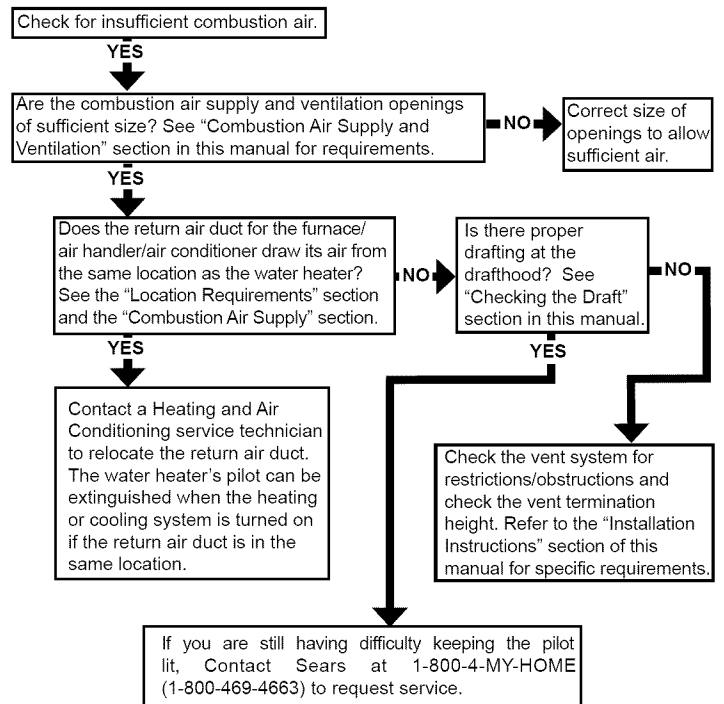 Check for insufficient combustion air.
YES
Are the combustion air supply and ventilation openings
of sufficient size? See “Combustion Air Supply and
Ventilation” section in this manual for requirements.
NO
Correct size of
openings to allow
sufficient air.
YES
Does the return air duct for the furnace/
air handler/air conditioner draw its air from
the same location as the water heater?
See the “Location Requirements” section
and the “Combustion Air Supply” section.
NO
Is there proper
drafting at the
drafthood? See
“Checking the Draft”
section in this manual.
NO
YES
YES
Contact a Heating and Air
Conditioning service technician
to relocate the return air duct.
The water heater’s pilot can be
extinguished when the heating
or cooling system is turned on
if the return air duct is in the
same location.
Check the vent system for
restrictions/obstructions and
check the vent termination
height. Refer to the “Installation
Instructions” section of this
manual for specific requirements.
If you are still having difficulty keeping the pilot
lit, Contact Sears at 1-800-4-MY-HOME
(1-800-469-4663) to request service.